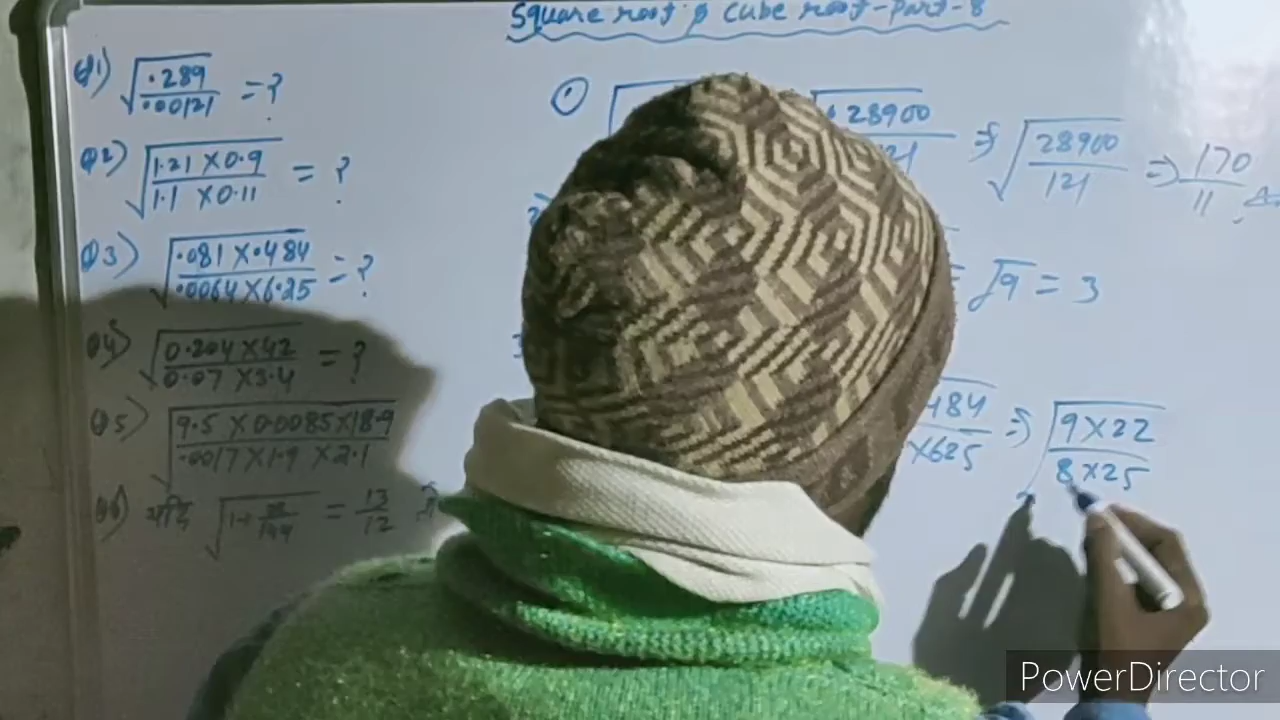 Square root & Cube root-Part-8
Q1) √(.289/.00121) = ?
Q2) √(1.21 × 0.9/1.1 × 0.11) = ?
Q3) √(.081 × .484/.0064 × 6.25) = ?
Q4) √(0.204 × 42/0.07 × 3.4) = ?
Q5) √(9.5 × 0.0085 × 18.9/.0017 × 1.9 × 2.1)
Q6) यदि √(1+ /144) = 13/12
① 28900 ⇒ √(28900/121) ⇒ 170/11
= √9 = 3
484/×625 ⇒ √(9×22/8×25)
PowerDirector